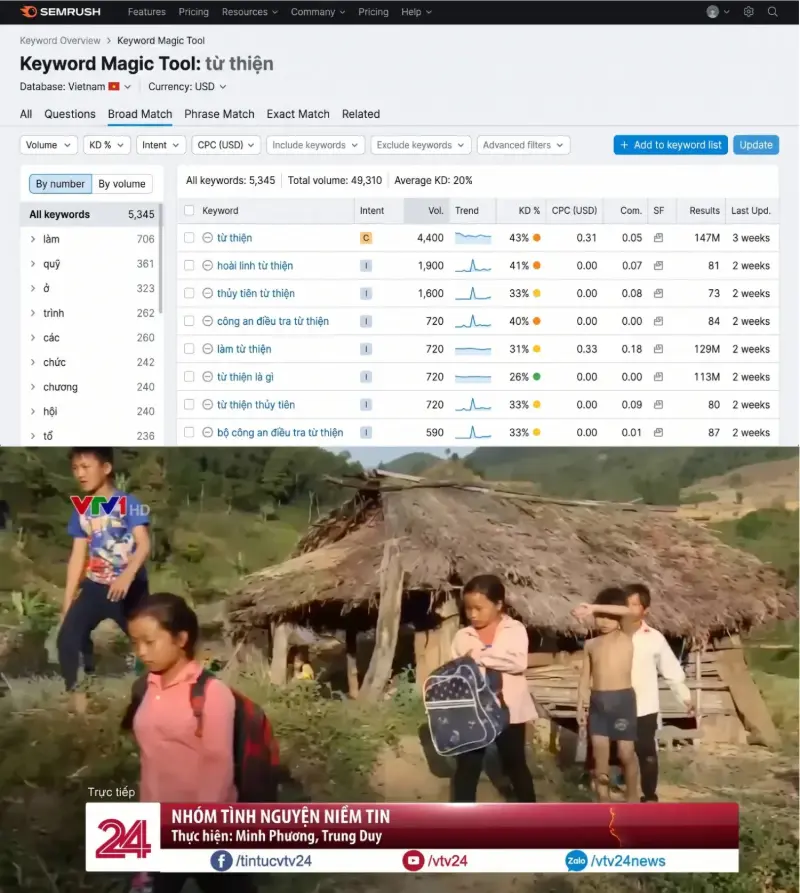 SEMRUSH Features Pricing Resources Company Pricing Help
Keyword Overview > Keyword Magic Tool
Keyword Magic Tool: từ thiện
Database: Vietnam Currency: USD
All Questions Broad Match Phrase Match Exact Match Related
Volume KD % Intent CPC (USD) Include keywords Exclude keywords Advanced filters + Add to keyword list Update
By number By volume All keywords: 5,345 Total volume: 49,310 Average KD: 20%
All keywords 5,345 Keyword Intent Vol. Trend KD % CPC (USD) Com. SF Results Last Upd.
làm 706 từ thiện C 4,400 43% 0.31 0.05 147M 3 weeks
quỹ 361 hoài linh từ thiện I 1,900 41% 0.00 0.07 81 2 weeks
ở 323 thủy tiên từ thiện I 1,600 33% 0.00 0.08 73 2 weeks
trình 262 công an điều tra từ thiện I 720 40% 0.00 0.00 84 2 weeks
các 260 làm từ thiện I 720 31% 0.33 0.18 129M 2 weeks
chức 242 từ thiện là gì I 720 26% 0.00 0.00 113M 2 weeks
chương 240 từ thiện thủy tiên I 720 33% 0.00 0.09 80 2 weeks
hội 240 bộ công an điều tra từ thiện I 590 33% 0.00 0.01 87 2 weeks
tổ 236
VTV1 HD
Trực tiếp
24 NHÓM TÌNH NGUYỆN NIỀM TIN
Thực hiện: Minh Phương, Trung Duy
f /tintucvtv24 /vtv24 Zalo /vtv24news